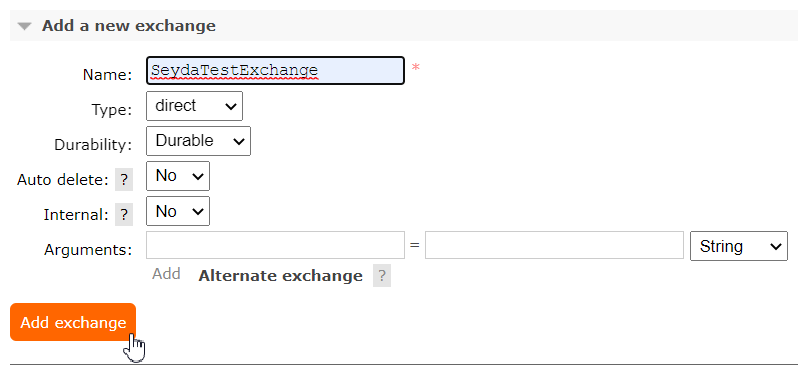 Add a new exchange
Name: SeydaTestExchange *
Type: direct
Durability: Durable
Auto delete: ? No
Internal: ? No
Arguments: = String
Add Alternate exchange ?
Add exchange